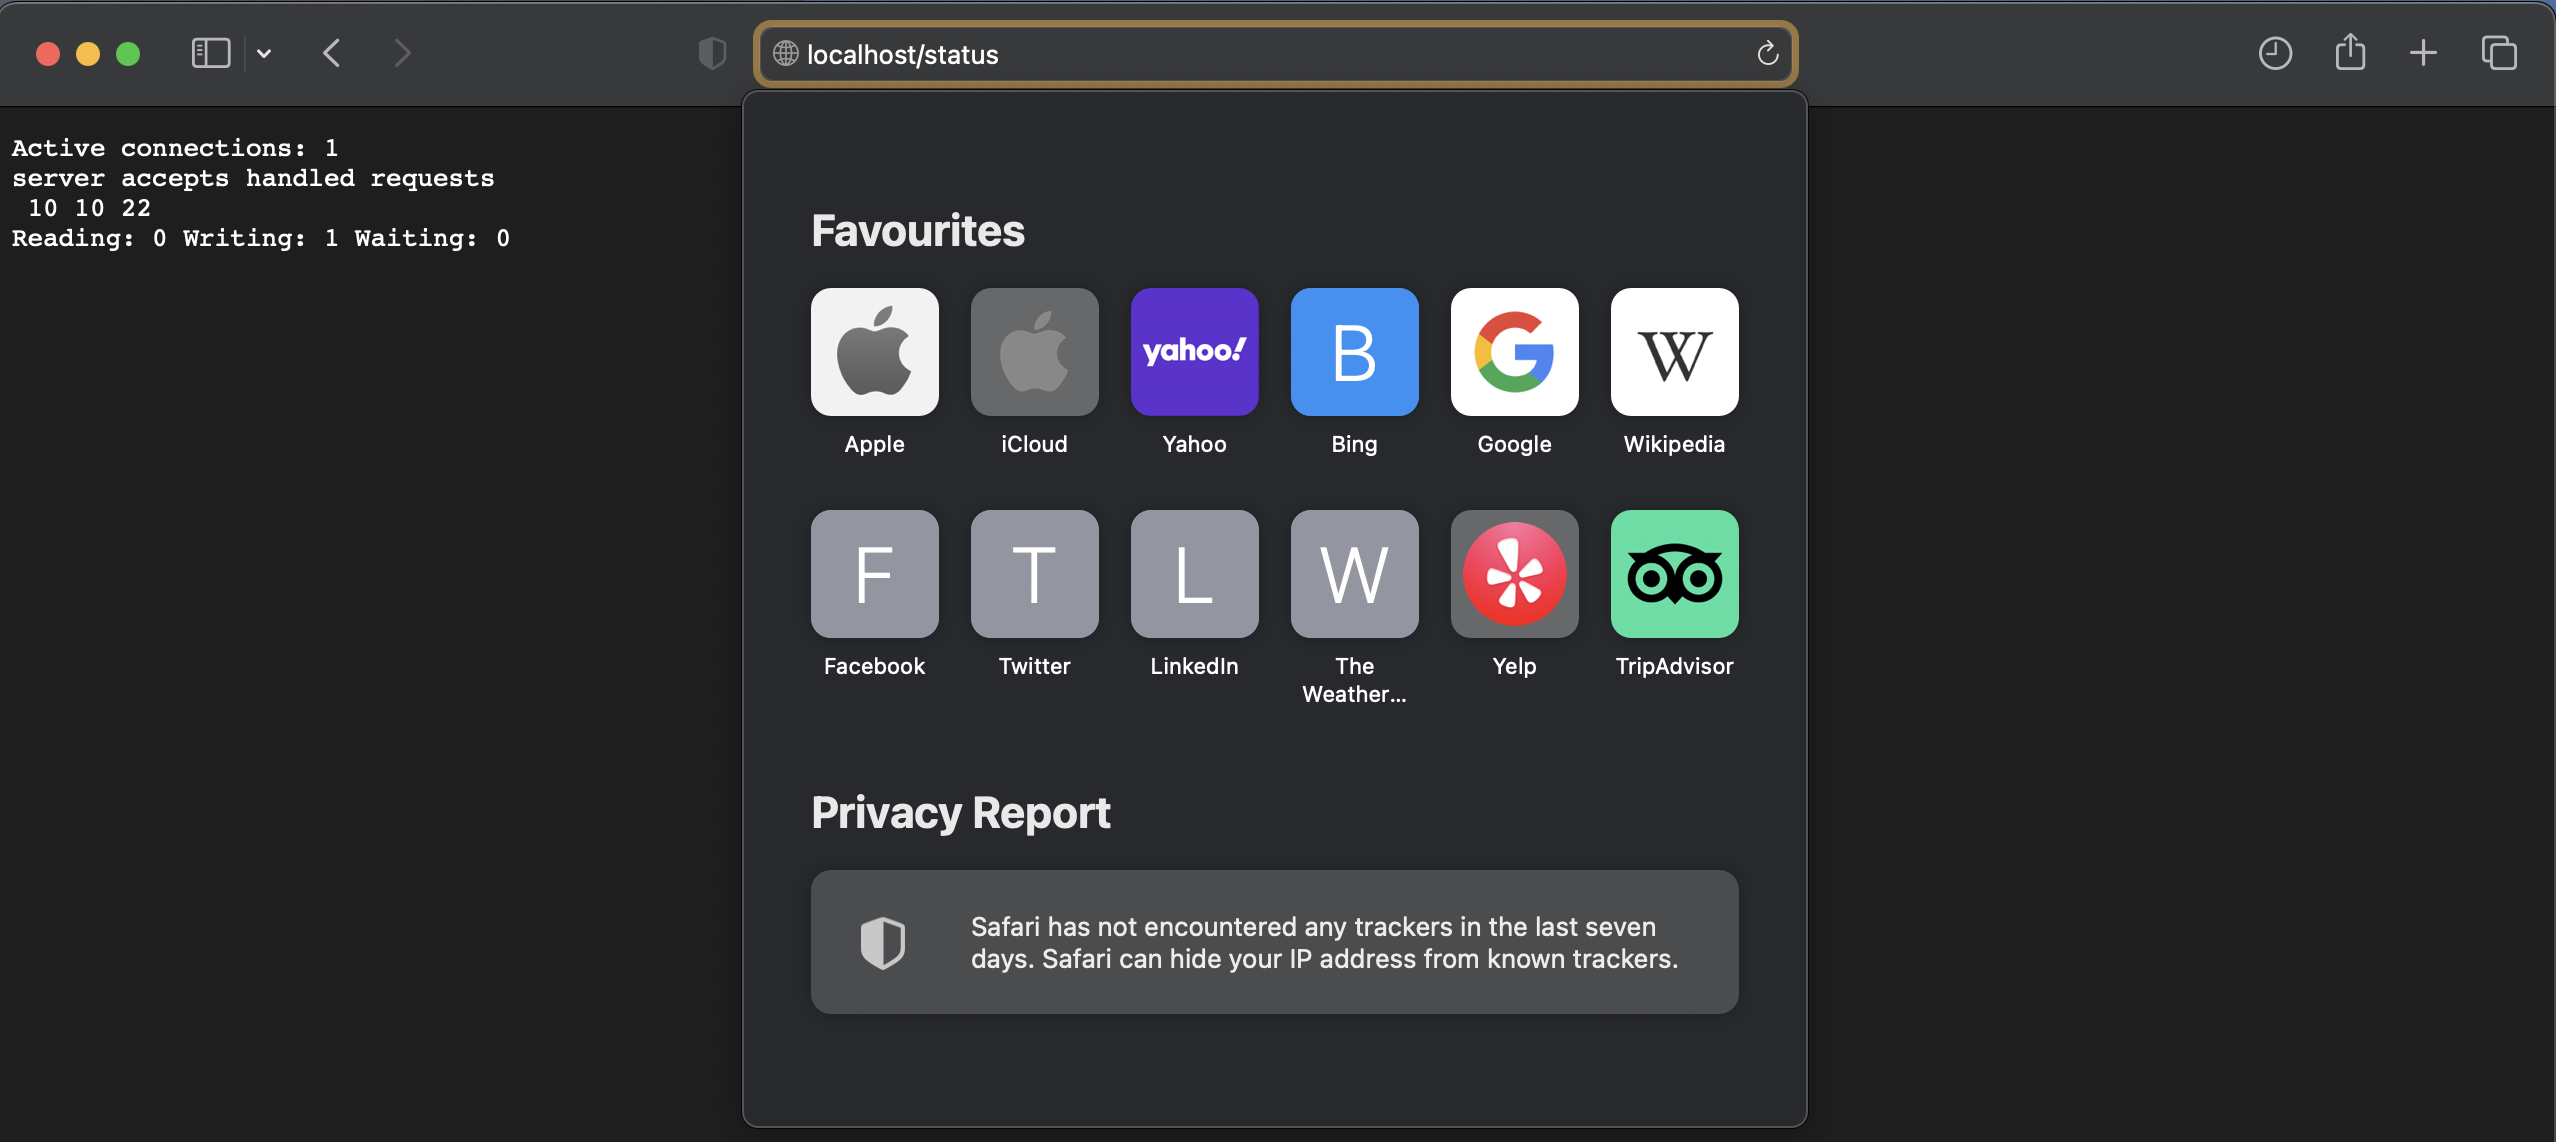 localhost/status
Active connections: 1
server accepts handled requests
 10 10 22
Reading: 0 Writing: 1 Waiting: 0
Favourites
yahoo!
B
G
W
Apple
iCloud
Yahoo
Bing
Google
Wikipedia
F
T
L
W
Facebook
Twitter
LinkedIn
The
Weather...
Yelp
TripAdvisor
Privacy Report
Safari has not encountered any trackers in the last seven
days. Safari can hide your IP address from known trackers.